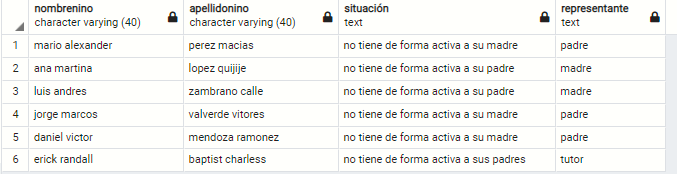 nombrenino apellidonino situación representante
character varying (40) character varying (40) text text
1 mario alexander perez macias no tiene de forma activa a su madre padre
2 ana martina lopez quijije no tiene de forma activa a su padre madre
3 luis andres zambrano calle no tiene de forma activa a su padre madre
4 jorge marcos valverde vitores no tiene de forma activa a su madre padre
5 daniel victor mendoza ramonez no tiene de forma activa a su madre padre
6 erick randall baptist charless no tiene de forma activa a sus padres tutor